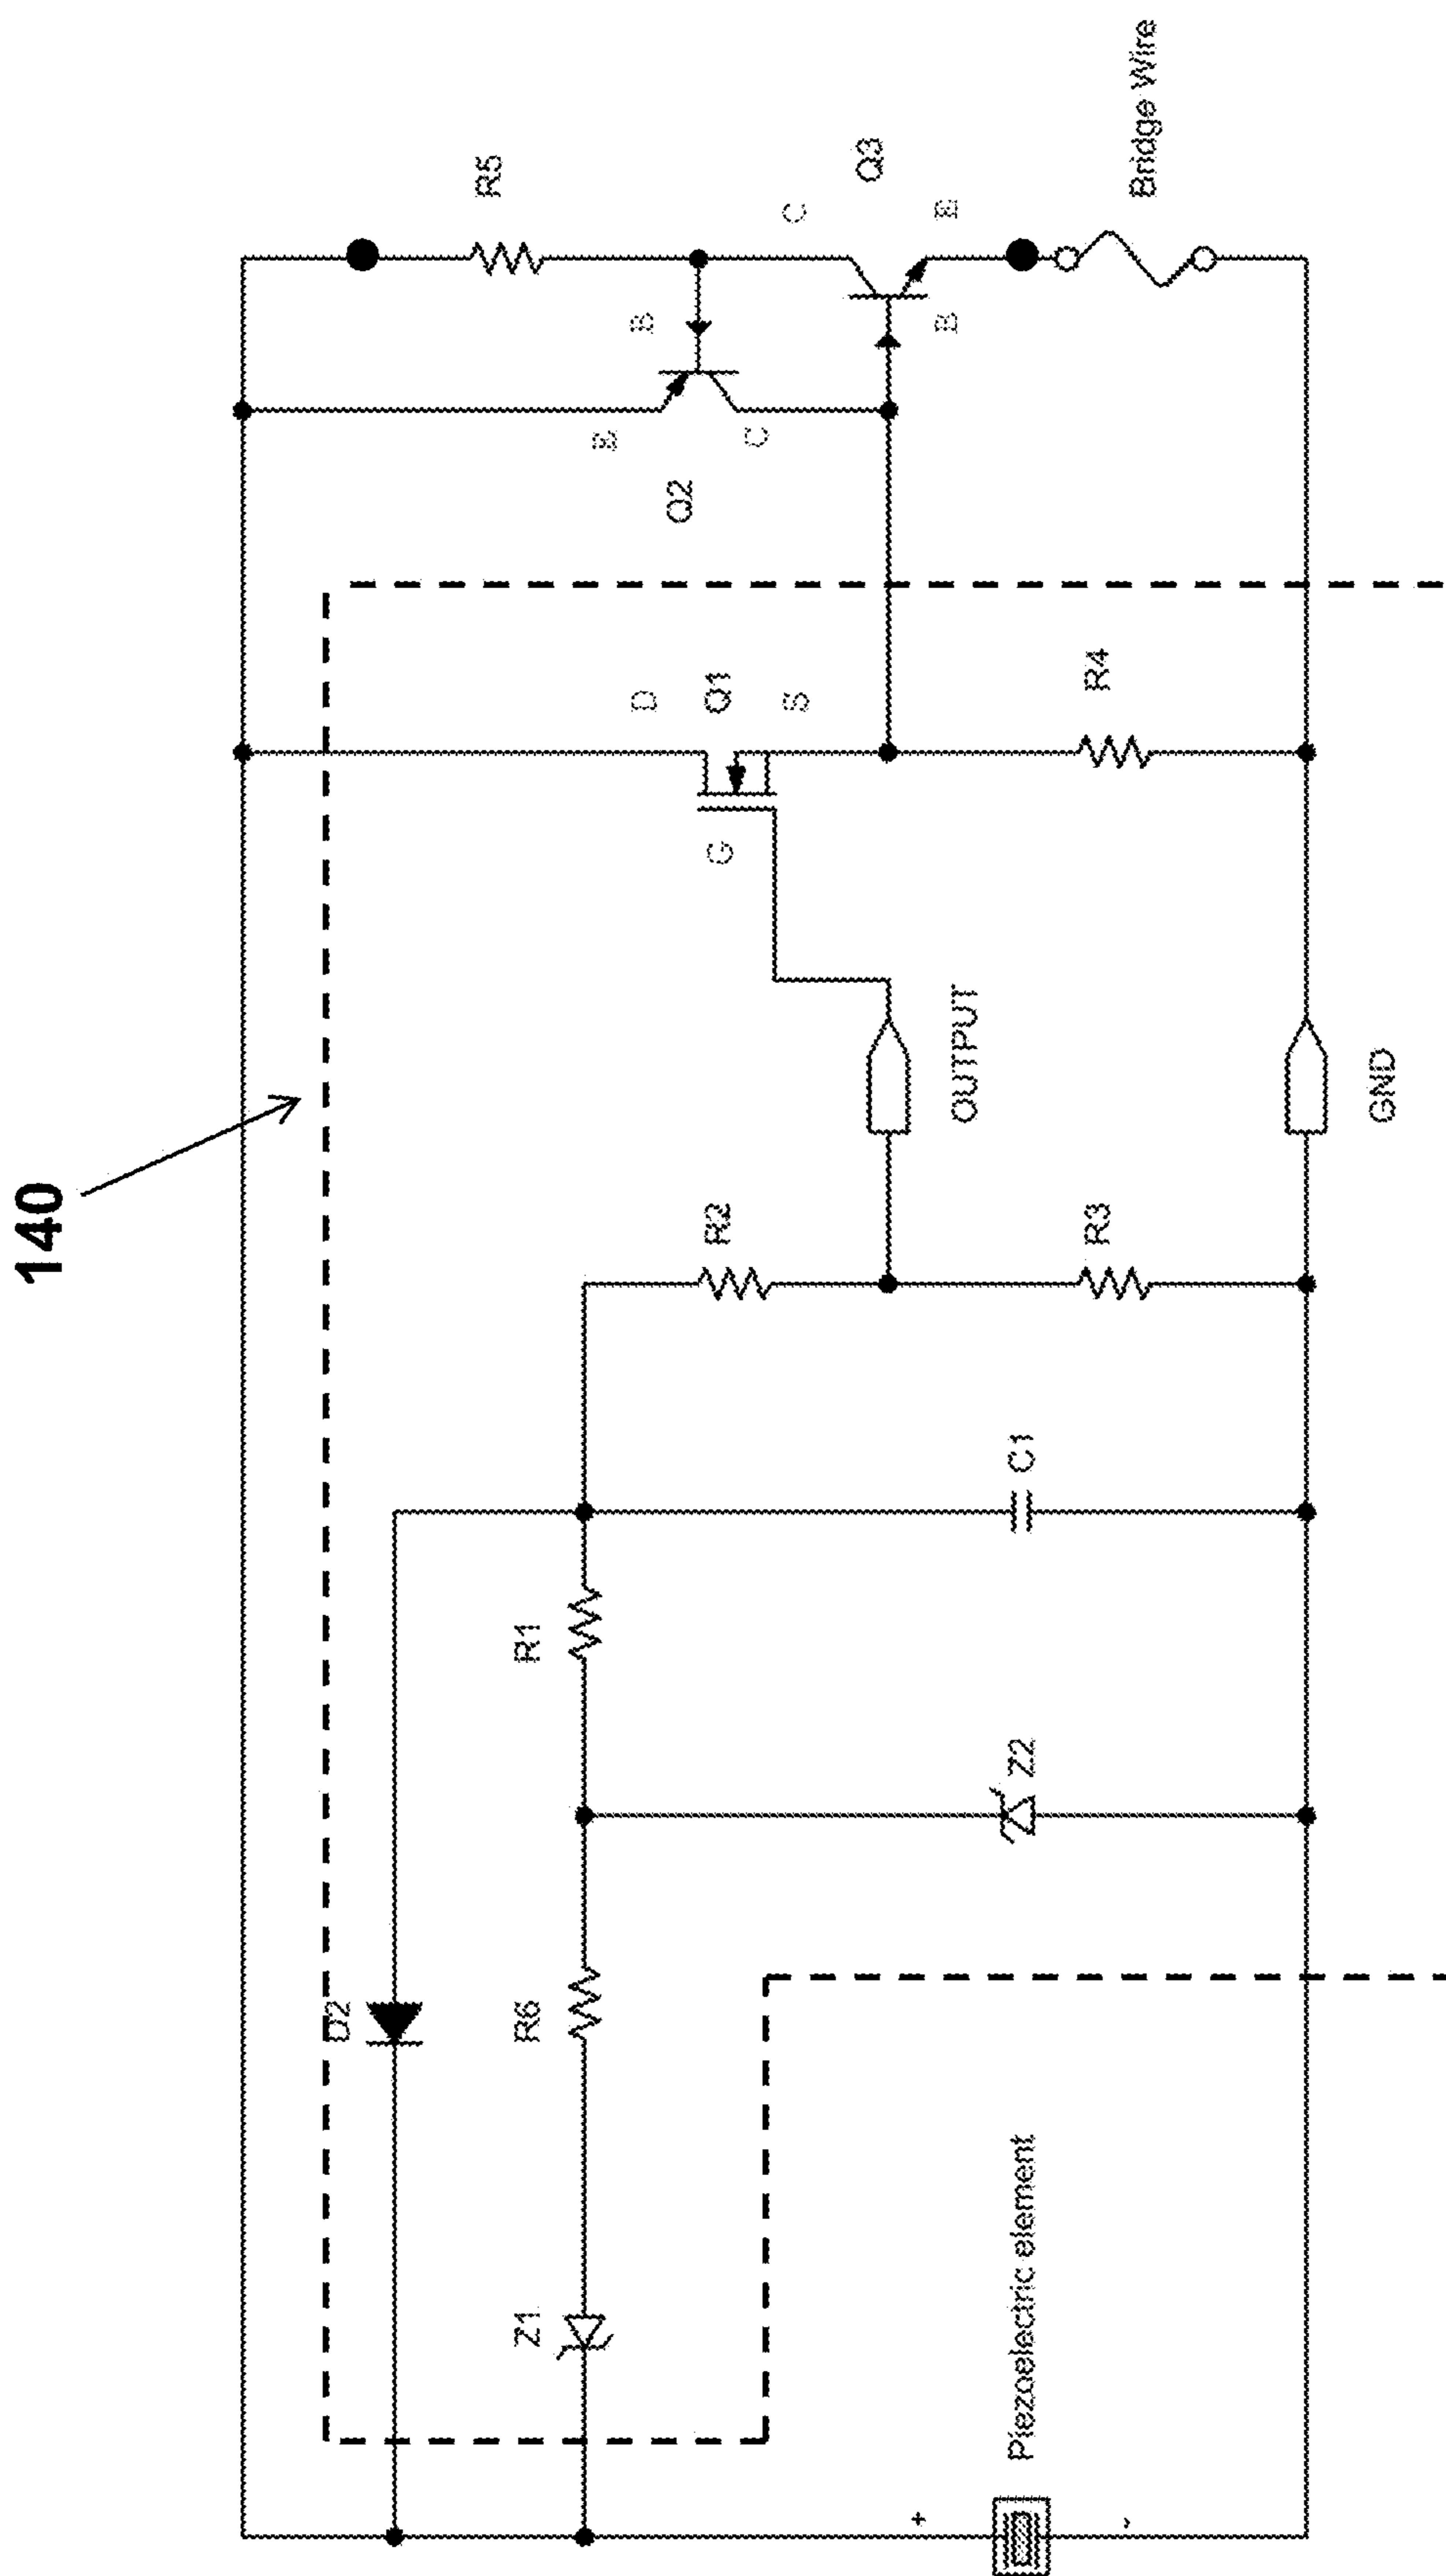 140
D2
Z1
R6
R1
R2
D
Q1
S
G
Q2
E
B
C
R5
C
Q3
B
E
Piezoelectric element
+
-
Z2
C1
R3
OUTPUT
GND
R4
Bridge Wire